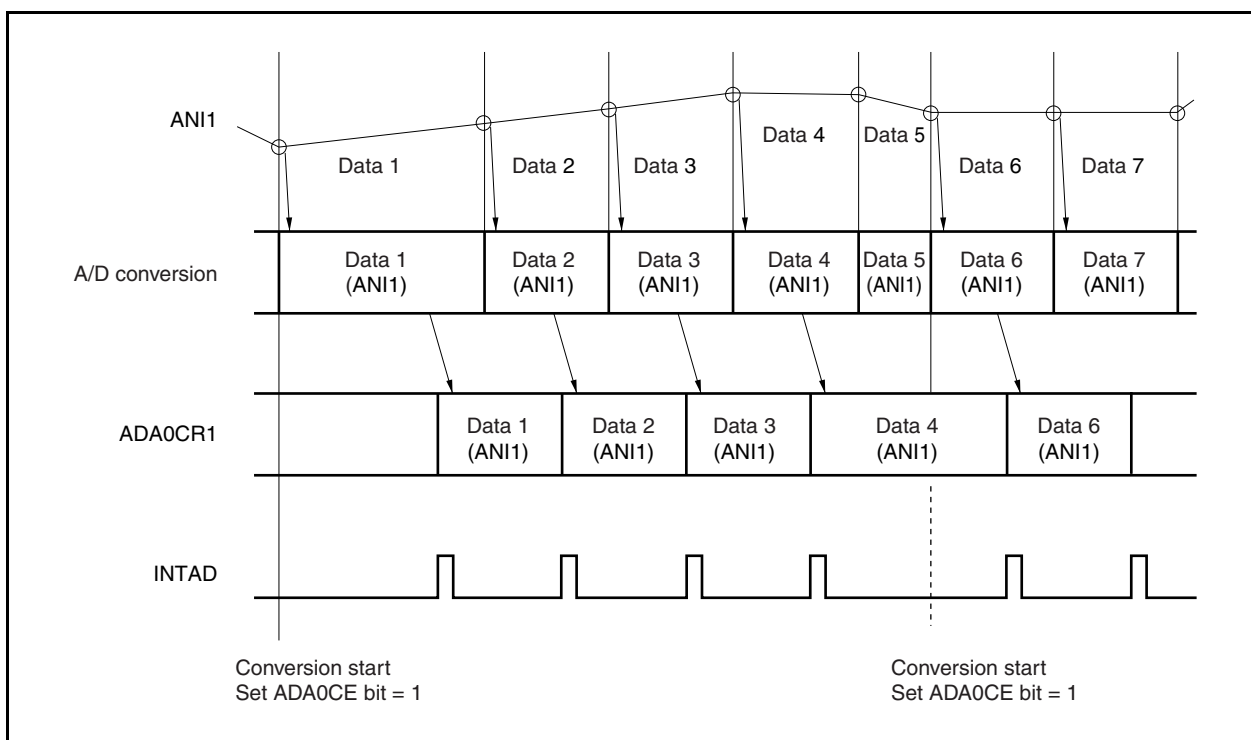 ANI1
Data 1
Data 2
Data 3
Data 4
Data 5
Data 6
Data 7
A/D conversion
Data 1
(ANI1)
Data 2
(ANI1)
Data 3
(ANI1)
Data 4
(ANI1)
Data 5
(ANI1)
Data 6
(ANI1)
Data 7
(ANI1)
ADA0CR1
Data 1
(ANI1)
Data 2
(ANI1)
Data 3
(ANI1)
Data 4
(ANI1)
Data 6
(ANI1)
INTAD
Conversion start
Set ADA0CE bit = 1
Conversion start
Set ADA0CE bit = 1